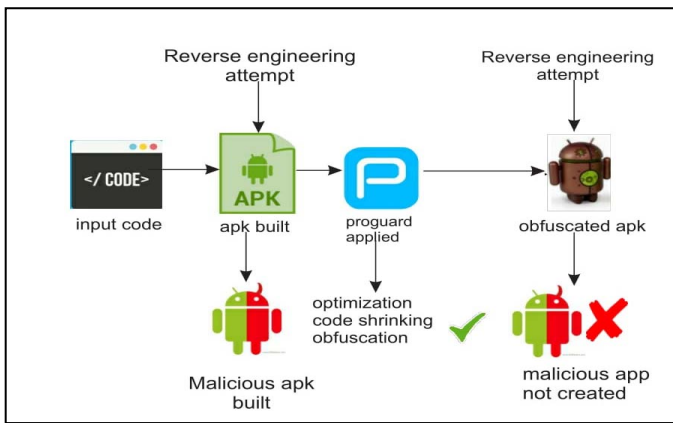 Reverse engineering
attempt
Reverse engineering
attempt
</ CODE>
APK
P
input code
apk built
proguard
applied
obfuscated apk
optimization
code shrinking
obfuscation
Malicious apk
built
malicious app
not created